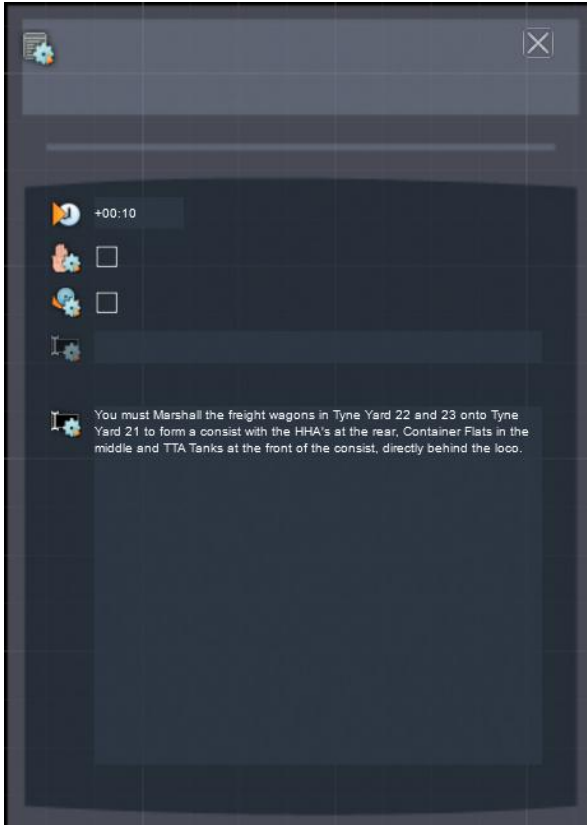 +00:10
You must Marshall the freight wagons in Tyne Yard 22 and 23 onto Tyne
Yard 21 to form a consist with the HHA's at the rear, Container Flats in the
middle and TTA Tanks at the front of the consist, directly behind the loco.